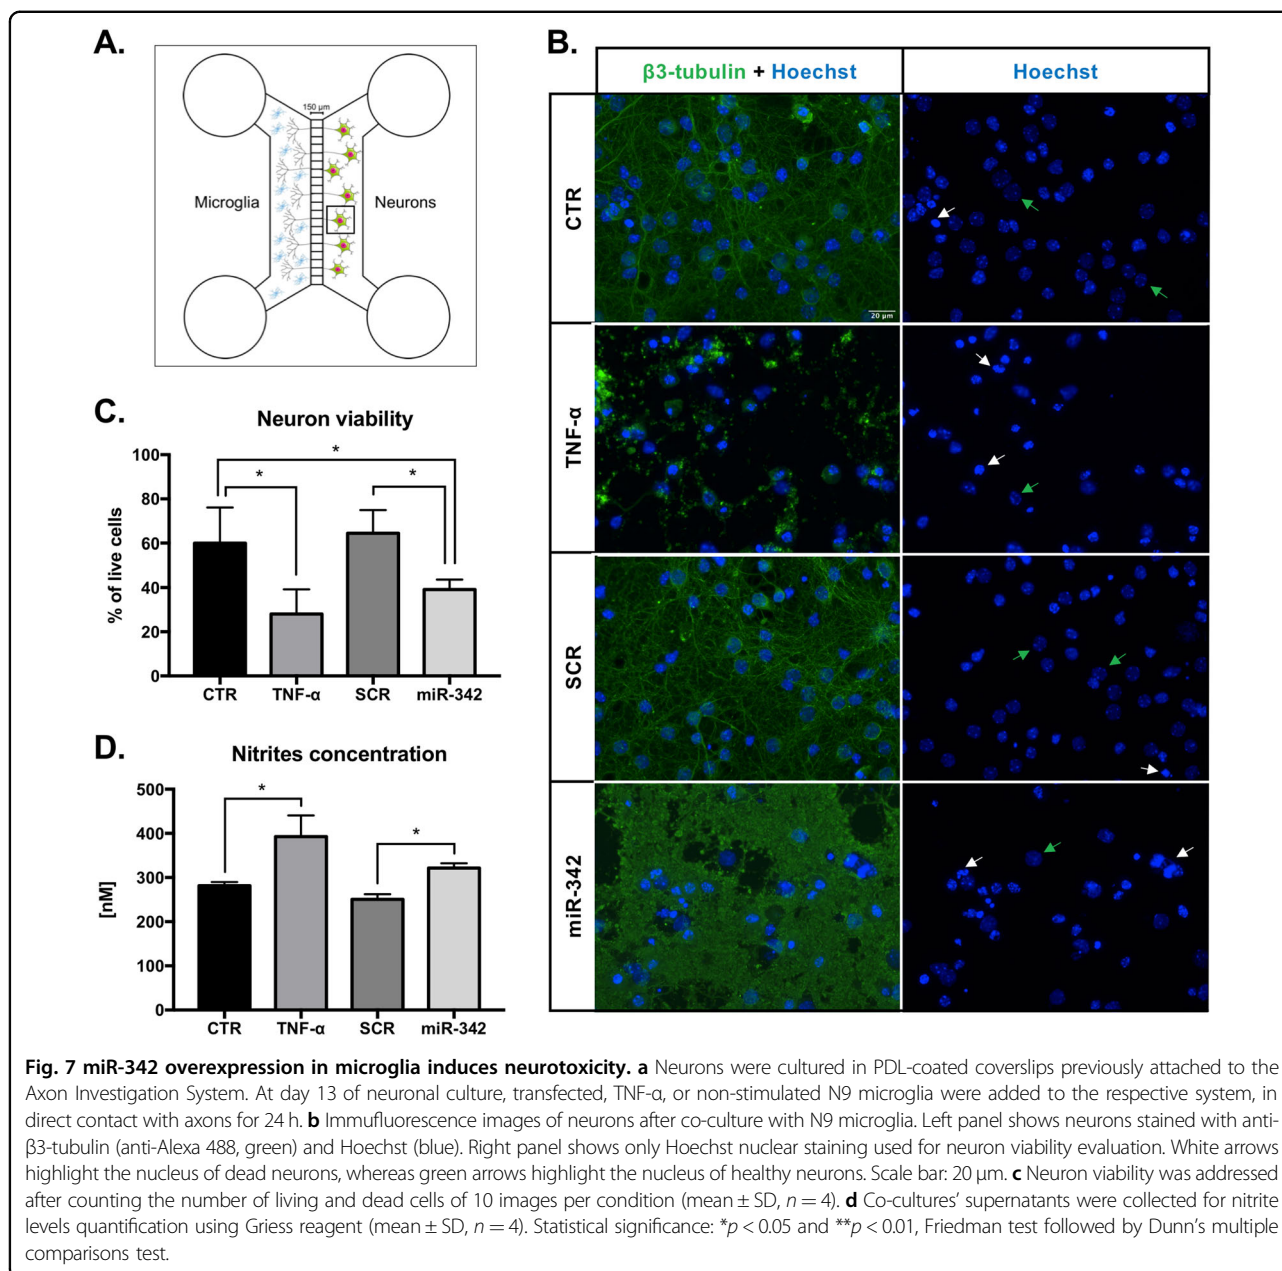 A.
150 µm
Microglia
Neurons
B.
β3-tubulin + Hoechst
Hoechst
CTR
20 µm
TNF-α
SCR
miR-342
C.
Neuron viability
% of live cells
100
80
60
40
20
0
*
*
*
CTR
TNF-α
SCR
miR-342
D.
Nitrites concentration
[nM]
500
400
300
200
100
0
*
*
CTR
TNF-α
SCR
miR-342
Fig. 7 miR-342 overexpression in microglia induces neurotoxicity. a Neurons were cultured in PDL-coated coverslips previously attached to the
Axon Investigation System. At day 13 of neuronal culture, transfected, TNF-α, or non-stimulated N9 microglia were added to the respective system, in
direct contact with axons for 24 h. b Immufluorescence images of neurons after co-culture with N9 microglia. Left panel shows neurons stained with anti-
β3-tubulin (anti-Alexa 488, green) and Hoechst (blue). Right panel shows only Hoechst nuclear staining used for neuron viability evaluation. White arrows
highlight the nucleus of dead neurons, whereas green arrows highlight the nucleus of healthy neurons. Scale bar: 20 µm. c Neuron viability was addressed
after counting the number of living and dead cells of 10 images per condition (mean ± SD, n = 4). d Co-cultures' supernatants were collected for nitrite
levels quantification using Griess reagent (mean ± SD, n = 4). Statistical significance: *p < 0.05 and **p < 0.01, Friedman test followed by Dunn's multiple
comparisons test.